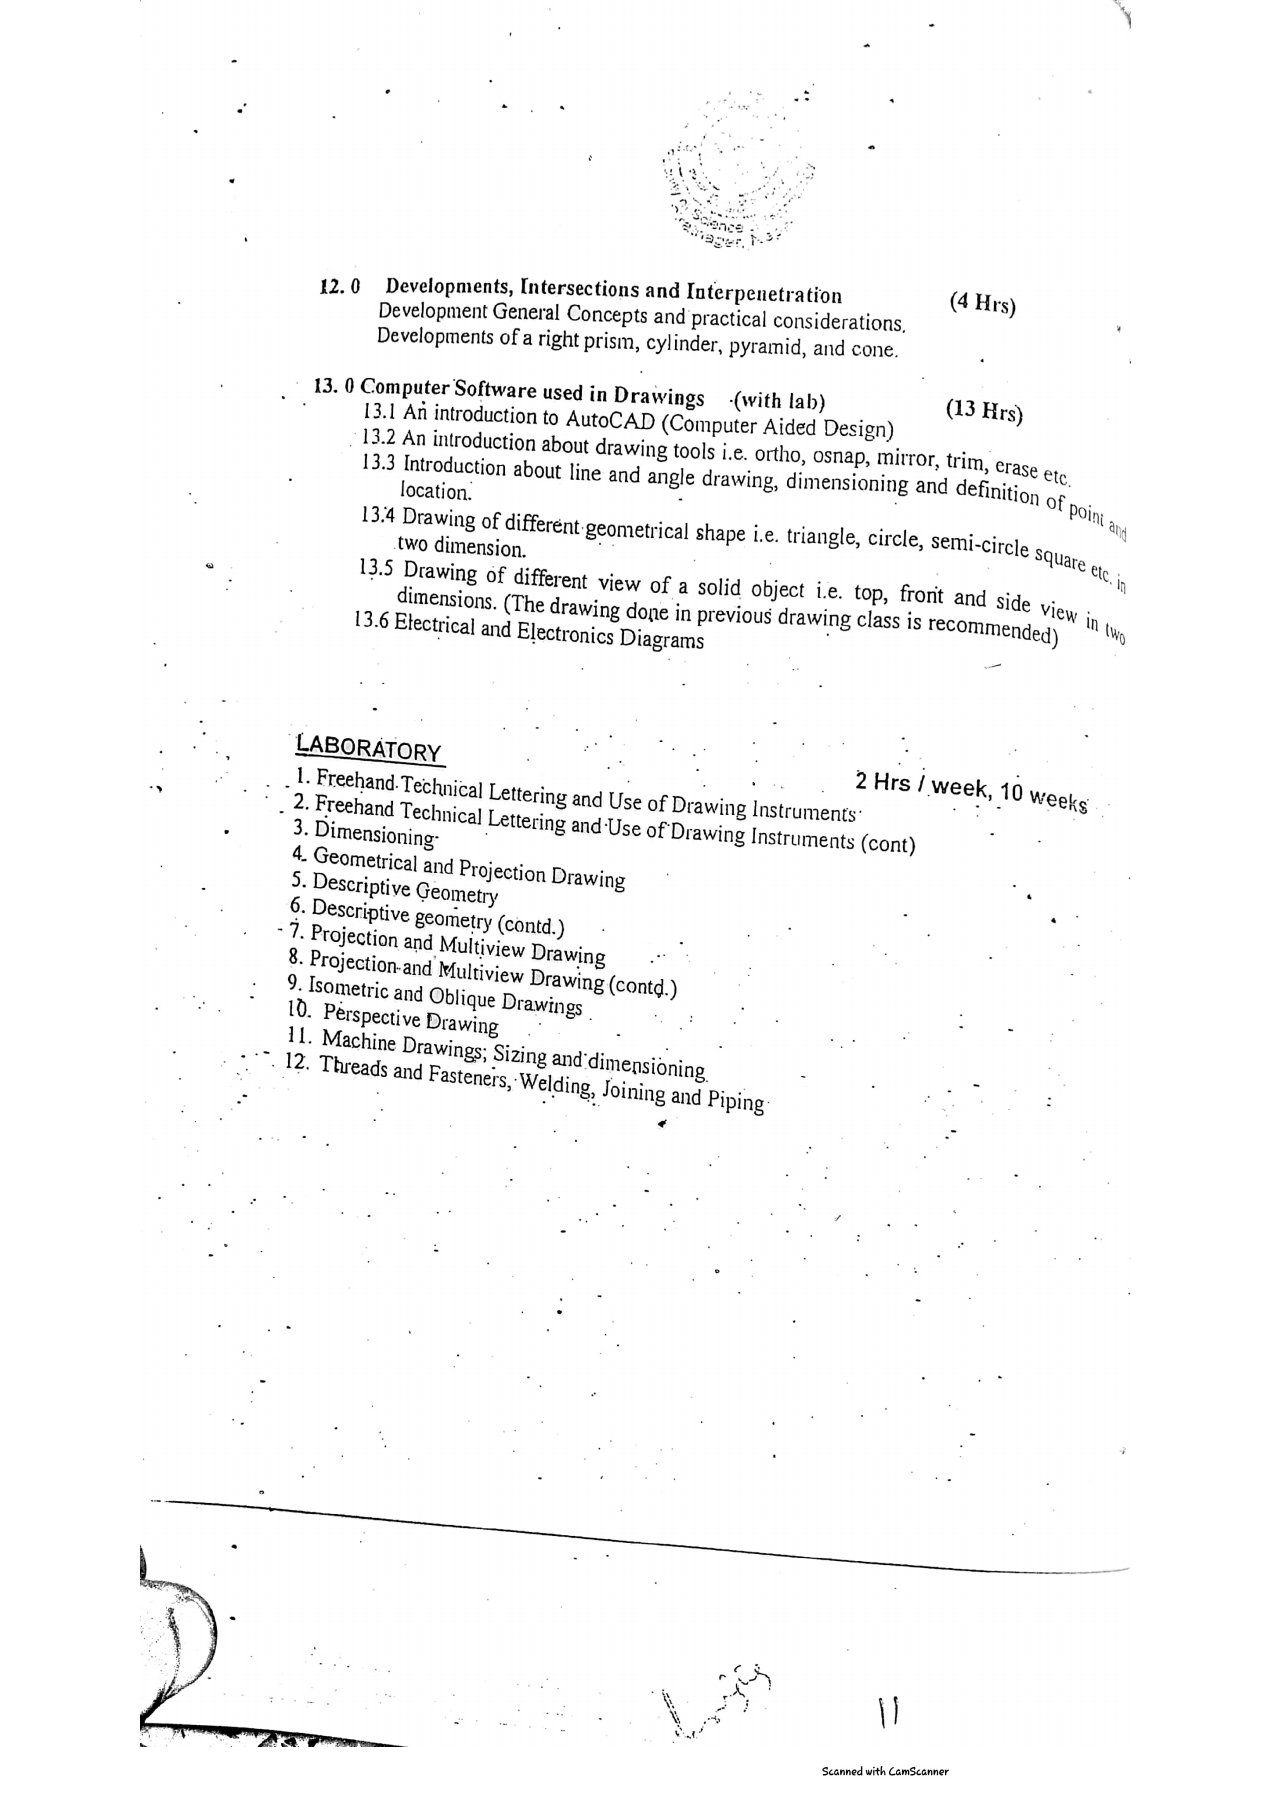 Science
12. 0 Developments, Intersections and Interpenetration (4 Hrs)
Development General Concepts and practical considerations.
Developments of a right prism, cylinder, pyramid, and cone.
13. 0 Computer Software used in Drawings (with lab) (13 Hrs)
13.1 An introduction to AutoCAD (Computer Aided Design)
13.2 An introduction about drawing tools i.e. ortho, osnap, mirror, trim, erase etc.
13.3 Introduction about line and angle drawing, dimensioning and definition of point and
location.
13.4 Drawing of different geometrical shape i.e. triangle, circle, semi-circle square etc. in
two dimension.
13.5 Drawing of different view of a solid object i.e. top, front and side view in two
dimensions. (The drawing done in previous drawing class is recommended)
13.6 Electrical and Electronics Diagrams
LABORATORY
2 Hrs / week, 10 weeks
1. Freehand Technical Lettering and Use of Drawing Instruments
2. Freehand Technical Lettering and Use of Drawing Instruments (cont)
3. Dimensioning
4. Geometrical and Projection Drawing
5. Descriptive Geometry
6. Descriptive geometry (contd.)
7. Projection and Multiview Drawing
8. Projection and Multiview Drawing (contd.)
9. Isometric and Oblique Drawings
10. Perspective Drawing
11. Machine Drawings; Sizing and dimensioning
12. Threads and Fasteners, Welding, Joining and Piping
11
Scanned with CamScanner